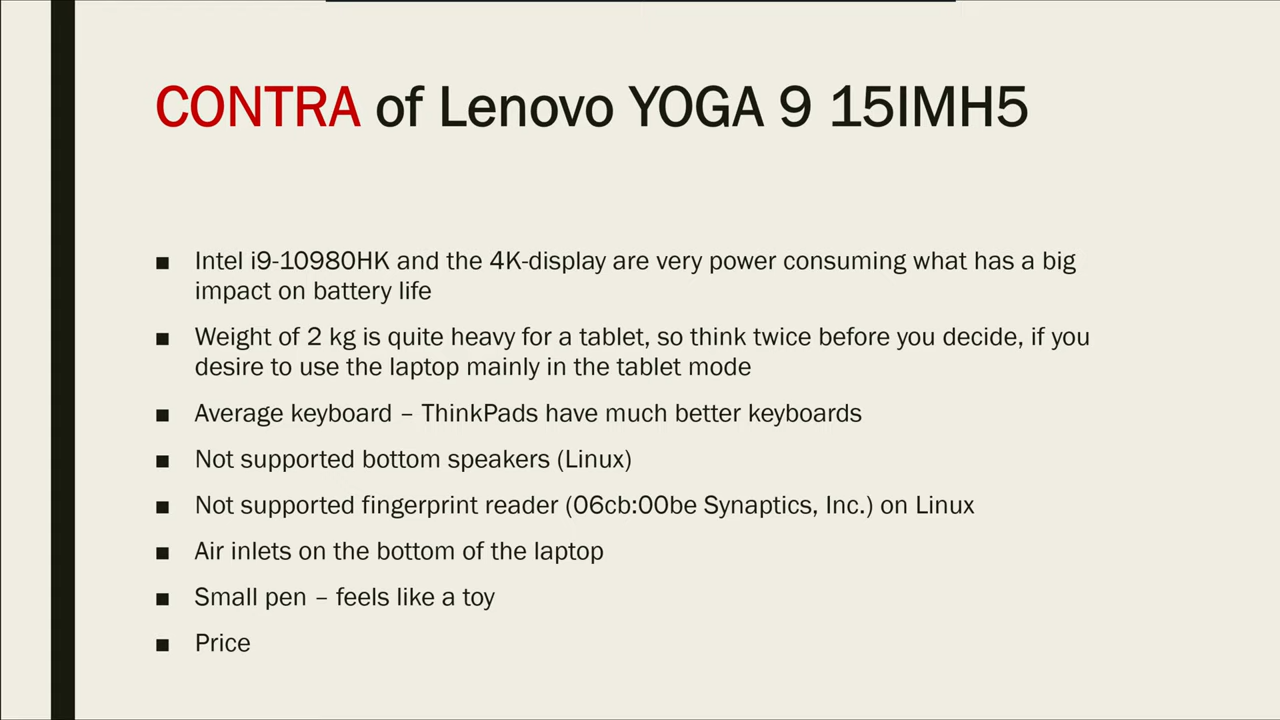 CONTRA of Lenovo YOGA 9 15IMH5
■ Intel i9-10980HK and the 4K-display are very power consuming what has a big
impact on battery life
■ Weight of 2 kg is quite heavy for a tablet, so think twice before you decide, if you
desire to use the laptop mainly in the tablet mode
■ Average keyboard – ThinkPads have much better keyboards
■ Not supported bottom speakers (Linux)
■ Not supported fingerprint reader (06cb:00be Synaptics, Inc.) on Linux
■ Air inlets on the bottom of the laptop
■ Small pen – feels like a toy
■ Price